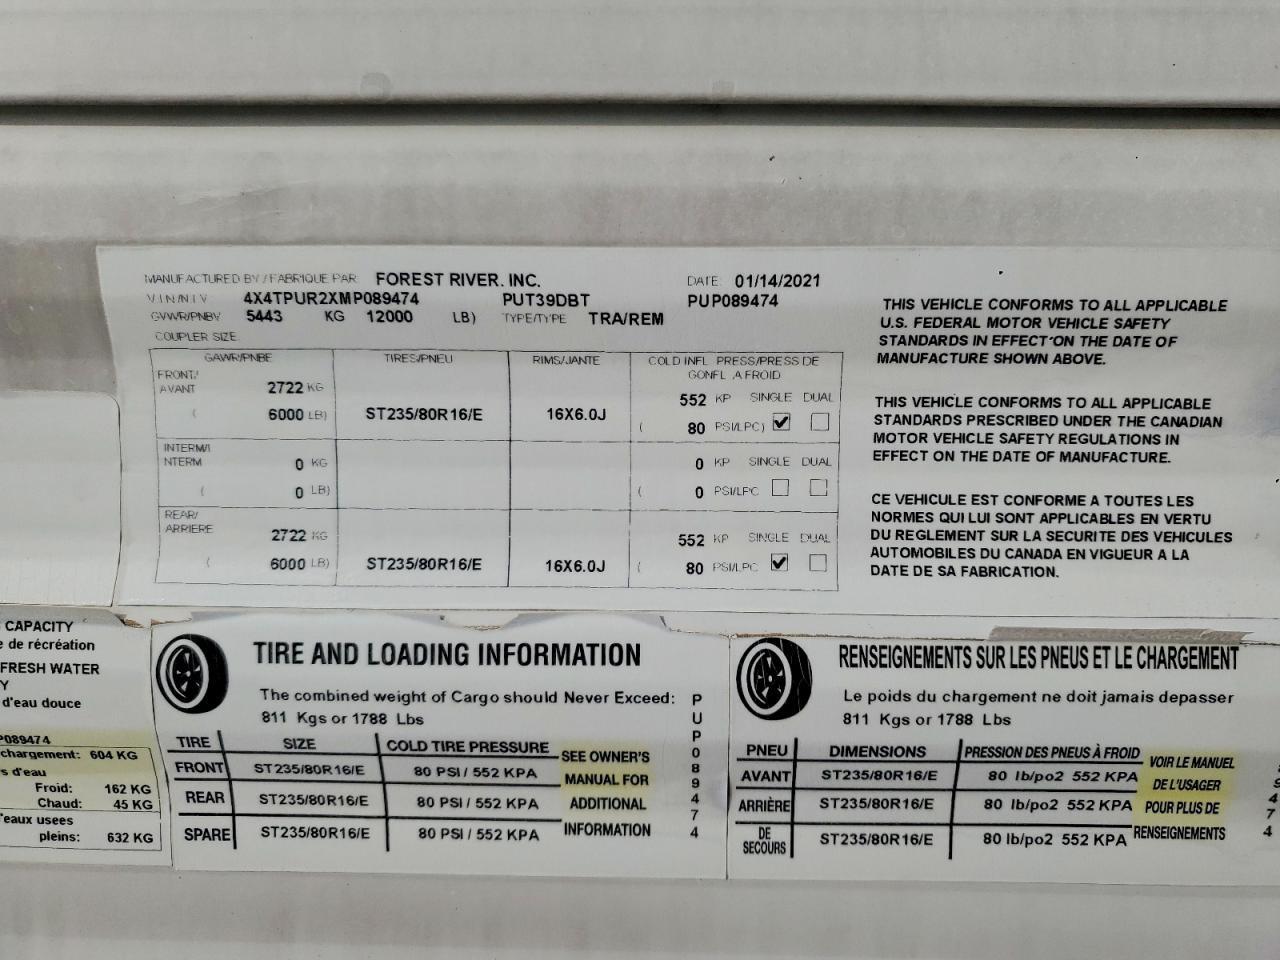 MANUFACTURED BY / FABRIQUE PAR FOREST RIVER. INC. DATE 01/14/2021
V I N/N I V 4X4TPUR2XMP089474 PUT39DBT PUP089474
GVWR/PNBV 5443 KG 12000 LB) TYPE/TYPE TRA/REM
COUPLER SIZE
GAWR/PNBE TIRES/PNEU RIMS/JANTE COLD INFL PRESS/PRESS DE
GONFL A FROID
FRONT/
AVANT 2722 KG 552 KP SINGLE DUAL
( 6000 LB) ST235/80R16/E 16X6.0J ( 80 PSI/LPC) ✔
INTERM/I
NTERM 0 KG 0 KP SINGLE DUAL
( 0 LB) ( 0 PSI/LPC
REAR/
ARRIERE 2722 KG 552 KP SINGLE DUAL
( 6000 LB) ST235/80R16/E 16X6.0J ( 80 PSI/LPC ✔
THIS VEHICLE CONFORMS TO ALL APPLICABLE
U.S. FEDERAL MOTOR VEHICLE SAFETY
STANDARDS IN EFFECT ON THE DATE OF
MANUFACTURE SHOWN ABOVE.
THIS VEHICLE CONFORMS TO ALL APPLICABLE
STANDARDS PRESCRIBED UNDER THE CANADIAN
MOTOR VEHICLE SAFETY REGULATIONS IN
EFFECT ON THE DATE OF MANUFACTURE.
CE VEHICULE EST CONFORME A TOUTES LES
NORMES QUI LUI SONT APPLICABLES EN VERTU
DU REGLEMENT SUR LA SECURITE DES VEHICULES
AUTOMOBILES DU CANADA EN VIGUEUR A LA
DATE DE SA FABRICATION.
CAPACITY
e de récréation
FRESH WATER
Y
d'eau douce
P089474
chargement: 604 KG
s d'eau
Froid: 162 KG
Chaud: 45 KG
'eaux usees
pleins: 632 KG
TIRE AND LOADING INFORMATION
The combined weight of Cargo should Never Exceed:
811 Kgs or 1788 Lbs
TIRE SIZE COLD TIRE PRESSURE
FRONT ST235/80R16/E 80 PSI / 552 KPA
REAR ST235/80R16/E 80 PSI / 552 KPA
SPARE ST235/80R16/E 80 PSI / 552 KPA
SEE OWNER'S
MANUAL FOR
ADDITIONAL
INFORMATION
PUP089474
RENSEIGNEMENTS SUR LES PNEUS ET LE CHARGEMENT
Le poids du chargement ne doit jamais depasser
811 Kgs or 1788 Lbs
PNEU DIMENSIONS PRESSION DES PNEUS À FROID
AVANT ST235/80R16/E 80 lb/po2 552 KPA
ARRIÈRE ST235/80R16/E 80 lb/po2 552 KPA
DE
SECOURS ST235/80R16/E 80 lb/po2 552 KPA
VOIR LE MANUEL
DE L'USAGER
POUR PLUS DE
RENSEIGNEMENTS
9
4
7
4